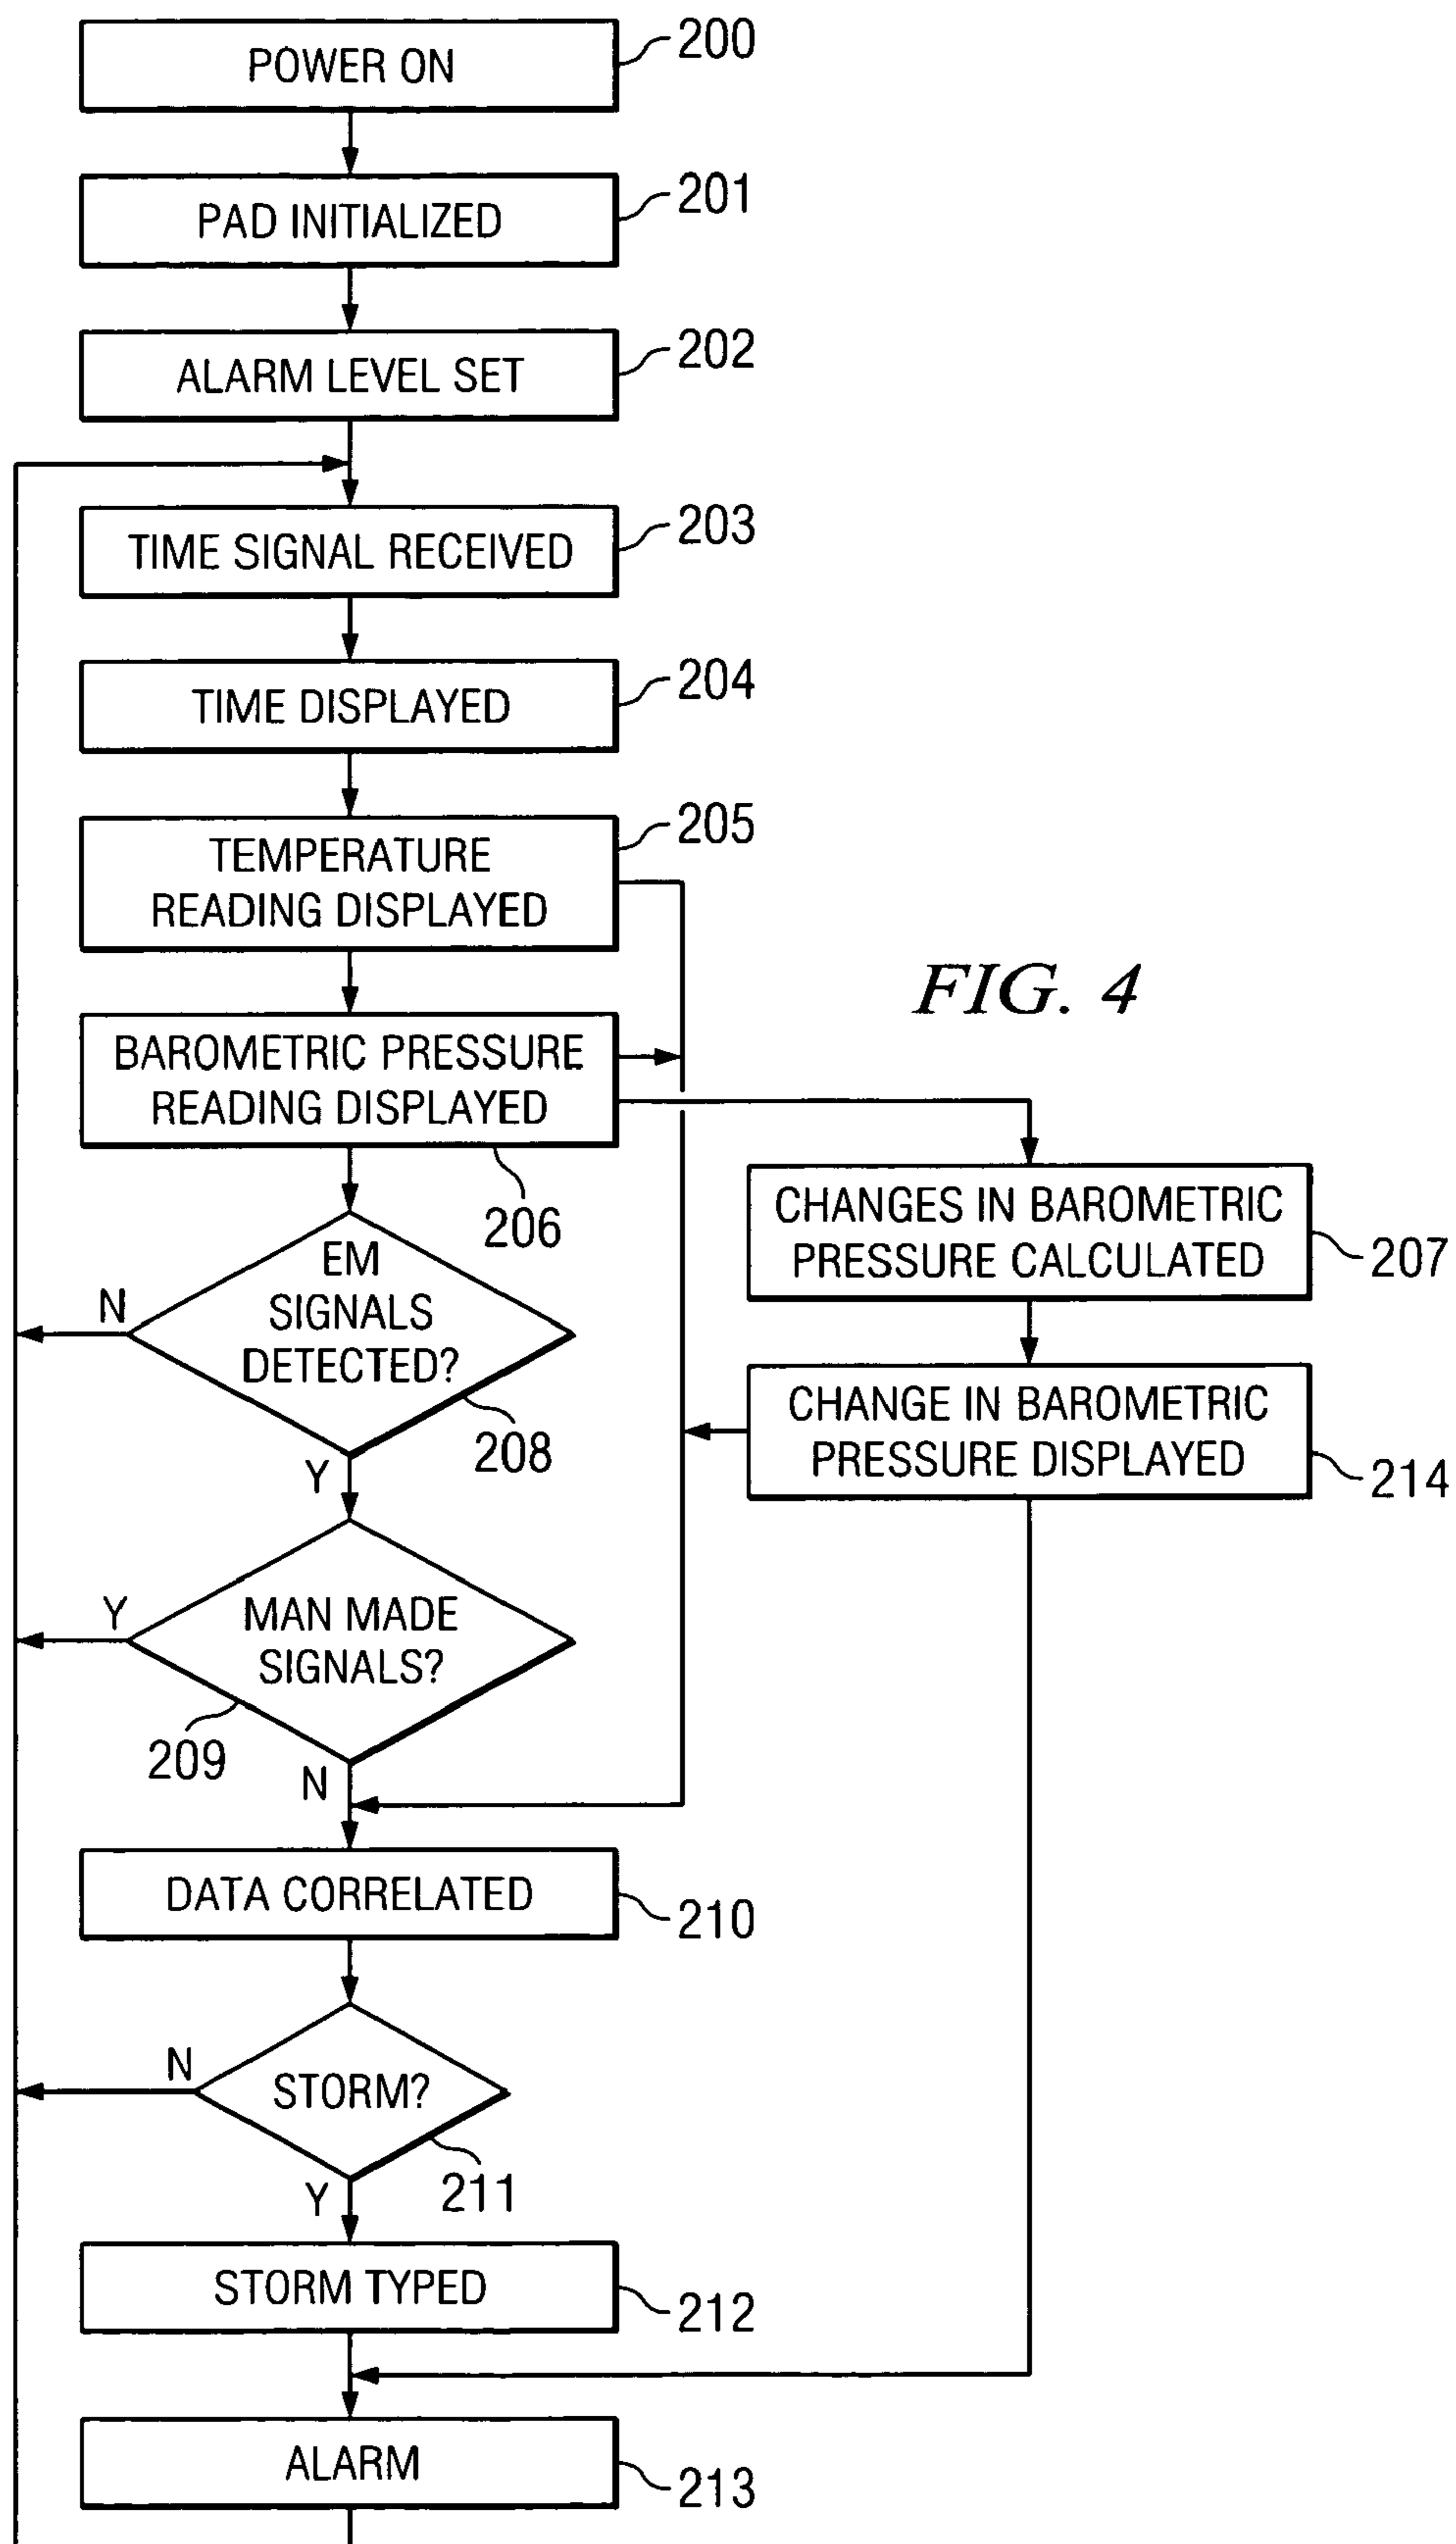 POWER ON
200
PAD INITIALIZED
201
ALARM LEVEL SET
202
TIME SIGNAL RECEIVED
203
TIME DISPLAYED
204
TEMPERATURE
READING DISPLAYED
205
FIG. 4
BAROMETRIC PRESSURE
READING DISPLAYED
206
CHANGES IN BAROMETRIC
PRESSURE CALCULATED
207
EM
SIGNALS
DETECTED?
N
208
Y
CHANGE IN BAROMETRIC
PRESSURE DISPLAYED
214
MAN MADE
SIGNALS?
Y
209
N
DATA CORRELATED
210
STORM?
N
211
Y
STORM TYPED
212
ALARM
213